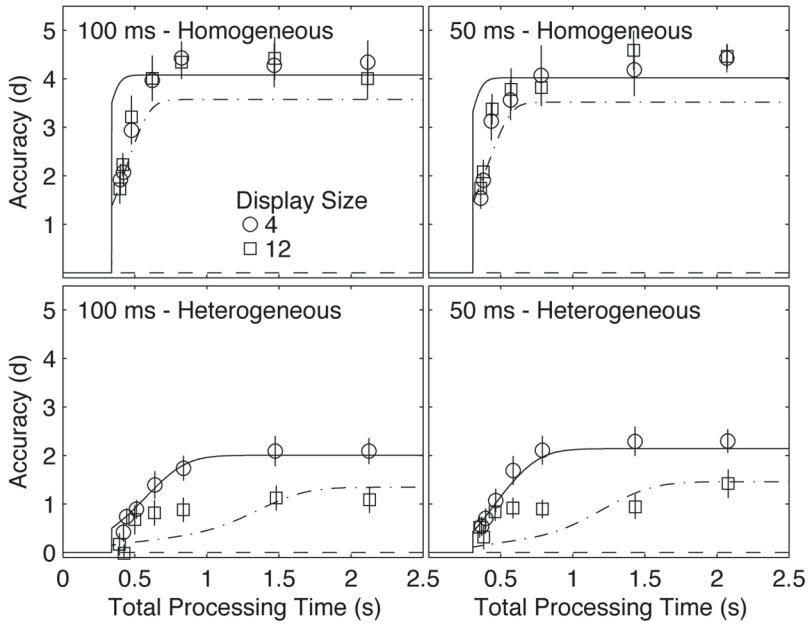 100 ms - Homogeneous
50 ms - Homogeneous
5
4
3
2
1
Accuracy (d)
Display Size
4
12
100 ms - Heterogeneous
50 ms - Heterogeneous
5
4
3
2
1
0
Accuracy (d)
0 0.5 1 1.5 2 2.5
0.5 1 1.5 2 2.5
Total Processing Time (s)
Total Processing Time (s)